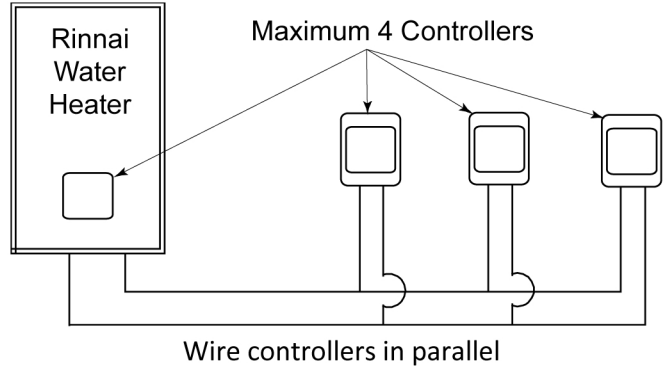 Rinnai
Water
Heater
Maximum 4 Controllers
Wire controllers in parallel